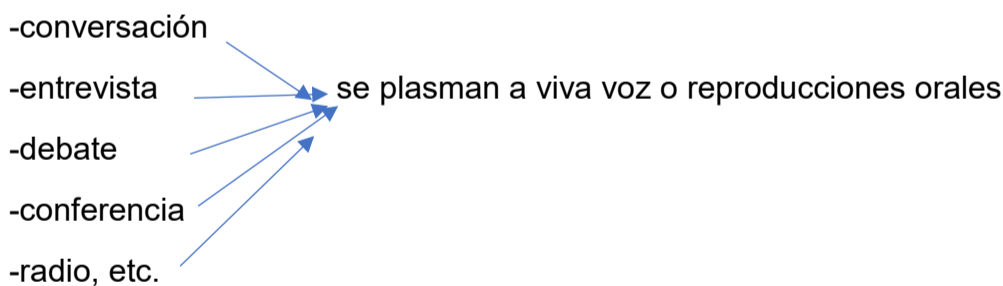 -conversación
-entrevista se plasman a viva voz o reproducciones orales
-debate
-conferencia
-radio, etc.